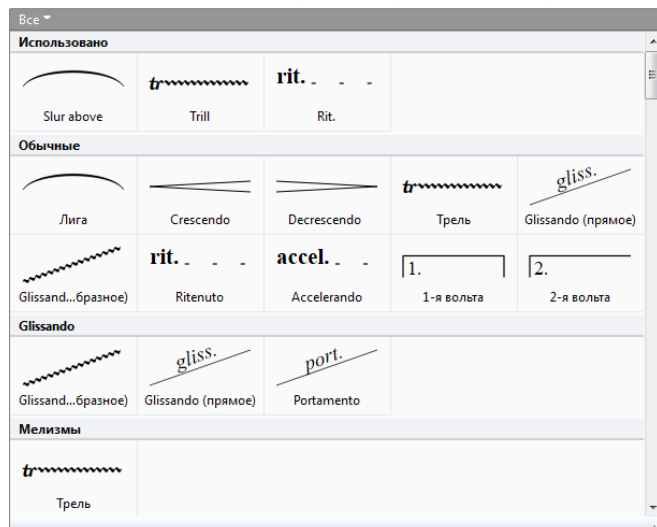 Все
Использовано
tr rit.
Slur above Trill Rit.
Обычные
tr gliss.
Лига Crescendo Decrescendo Трель Glissando (прямое)
rit. accel. 1. 2.
Glissand...бразное) Ritenuto Accelerando 1-я вольта 2-я вольта
Glissando
gliss. port.
Glissand...бразное) Glissando (прямое) Portamento
Мелизмы
tr
Трель